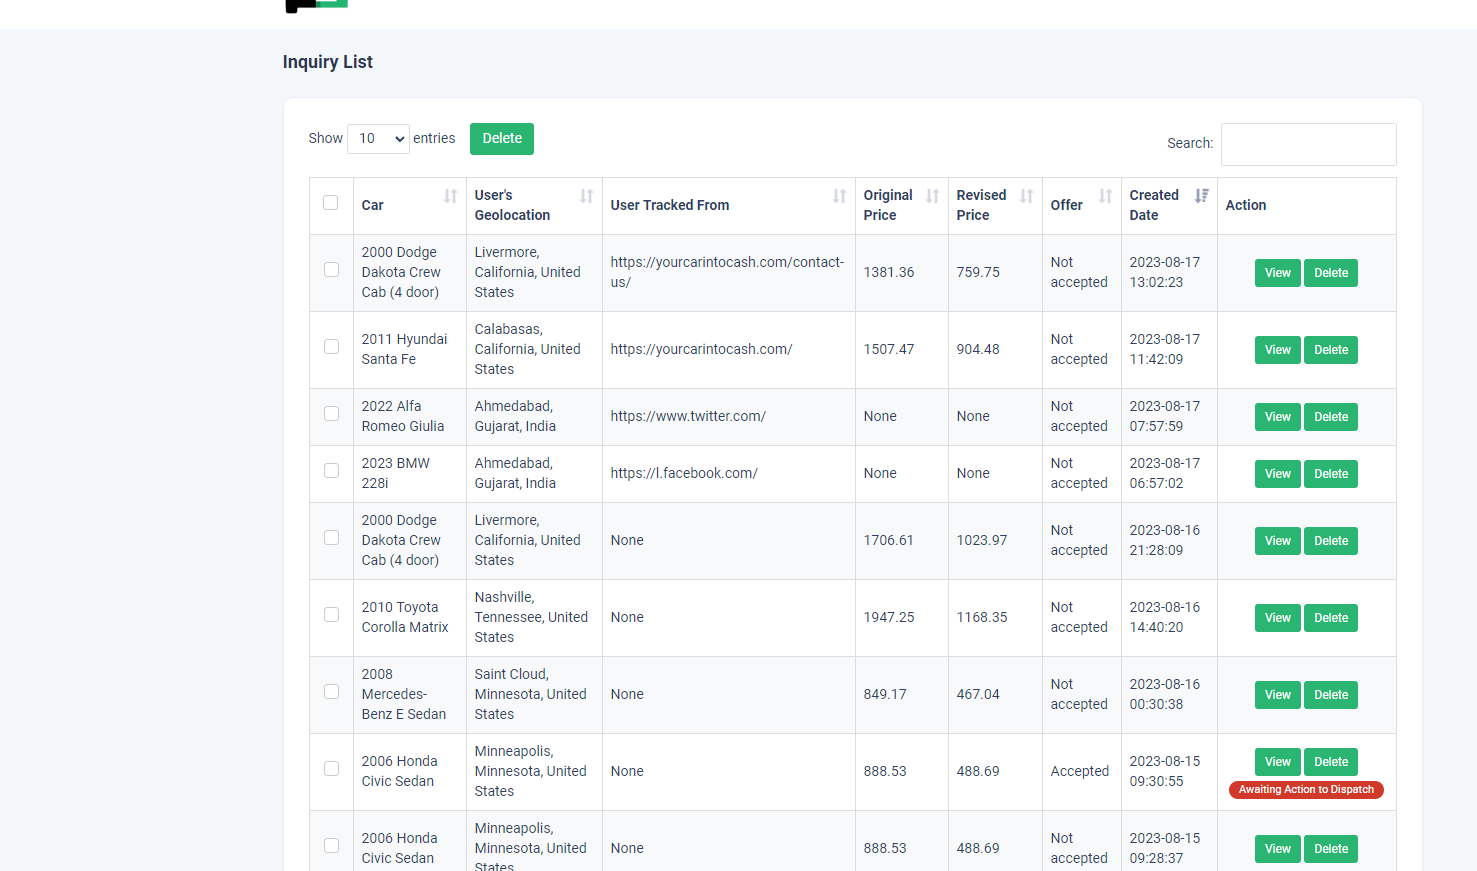 Inquiry List
Show 10 entries Delete
Search:
Car User's Geolocation User Tracked From Original Price Revised Price Offer Created Date Action
2000 Dodge Dakota Crew Cab (4 door) Livermore, California, United States https://yourcarintocash.com/contact-us/ 1381.36 759.75 Not accepted 2023-08-17 13:02:23 View Delete
2011 Hyundai Santa Fe Calabasas, California, United States https://yourcarintocash.com/ 1507.47 904.48 Not accepted 2023-08-17 11:42:09 View Delete
2022 Alfa Romeo Giulia Ahmedabad, Gujarat, India https://www.twitter.com/ None None Not accepted 2023-08-17 07:57:59 View Delete
2023 BMW 228i Ahmedabad, Gujarat, India https://l.facebook.com/ None None Not accepted 2023-08-17 06:57:02 View Delete
2000 Dodge Dakota Crew Cab (4 door) Livermore, California, United States None 1706.61 1023.97 Not accepted 2023-08-16 21:28:09 View Delete
2010 Toyota Corolla Matrix Nashville, Tennessee, United States None 1947.25 1168.35 Not accepted 2023-08-16 14:40:20 View Delete
2008 Mercedes-Benz E Sedan Saint Cloud, Minnesota, United States None 849.17 467.04 Not accepted 2023-08-16 00:30:38 View Delete
2006 Honda Civic Sedan Minneapolis, Minnesota, United States None 888.53 488.69 Accepted 2023-08-15 09:30:55 View Delete Awaiting Action to Dispatch
2006 Honda Civic Sedan Minneapolis, Minnesota, United States None 888.53 488.69 Not accepted 2023-08-15 09:28:37 View Delete